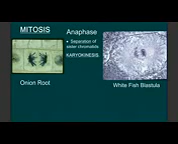 MITOSIS
Anaphase
• Separation of
sister chromatids
KARYOKINESIS
Onion Root
White Fish Blastula